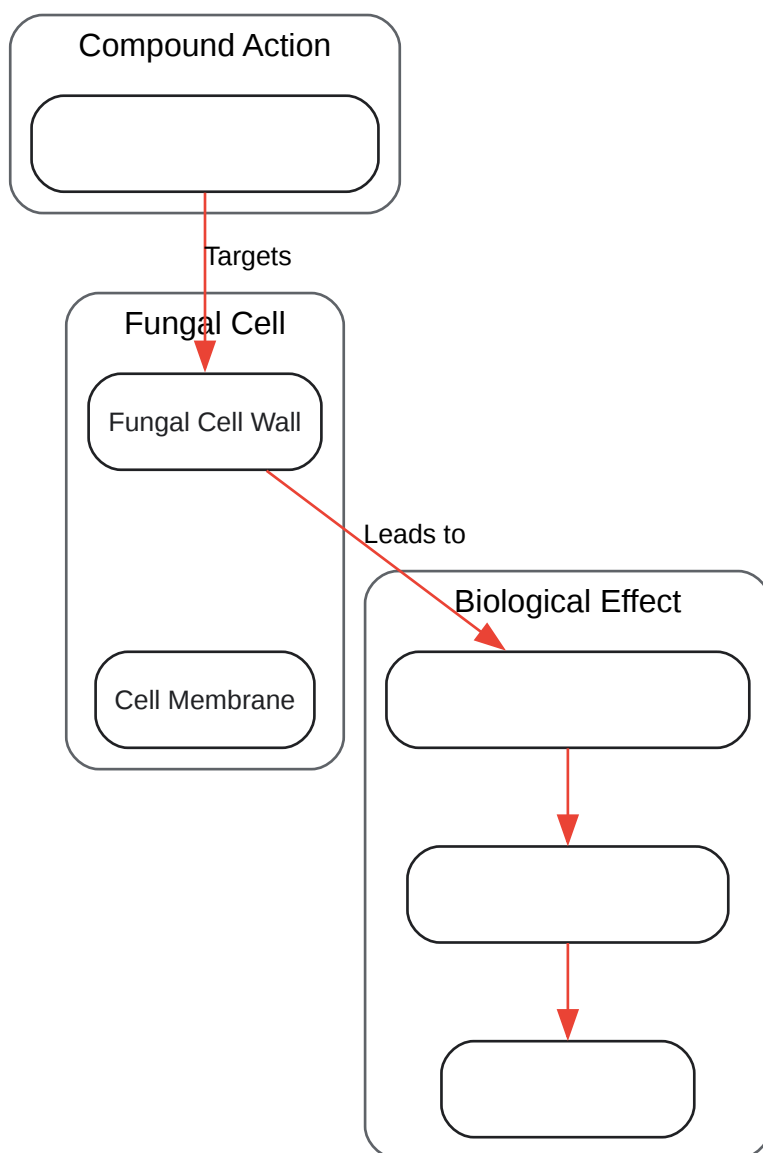 Compound Action
Targets
Fungal Cell
Fungal Cell Wall
Leads to
Biological Effect
Cell Membrane